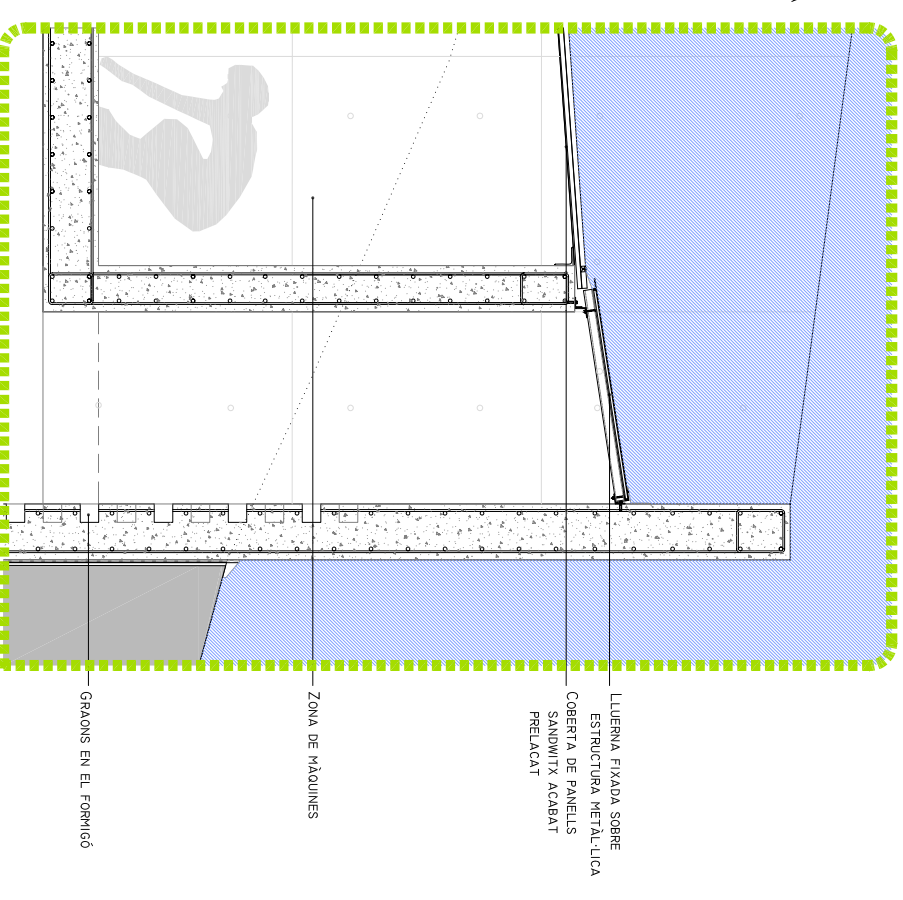 LLUERNA FIXADA SOBRE
ESTRUCTURA METÀL·LICA
COBERTA DE PANELLS
SANDWITX ACABAT
PRELACAT
ZONA DE MÀQUINES
GRAONS EN EL FORMIGÓ